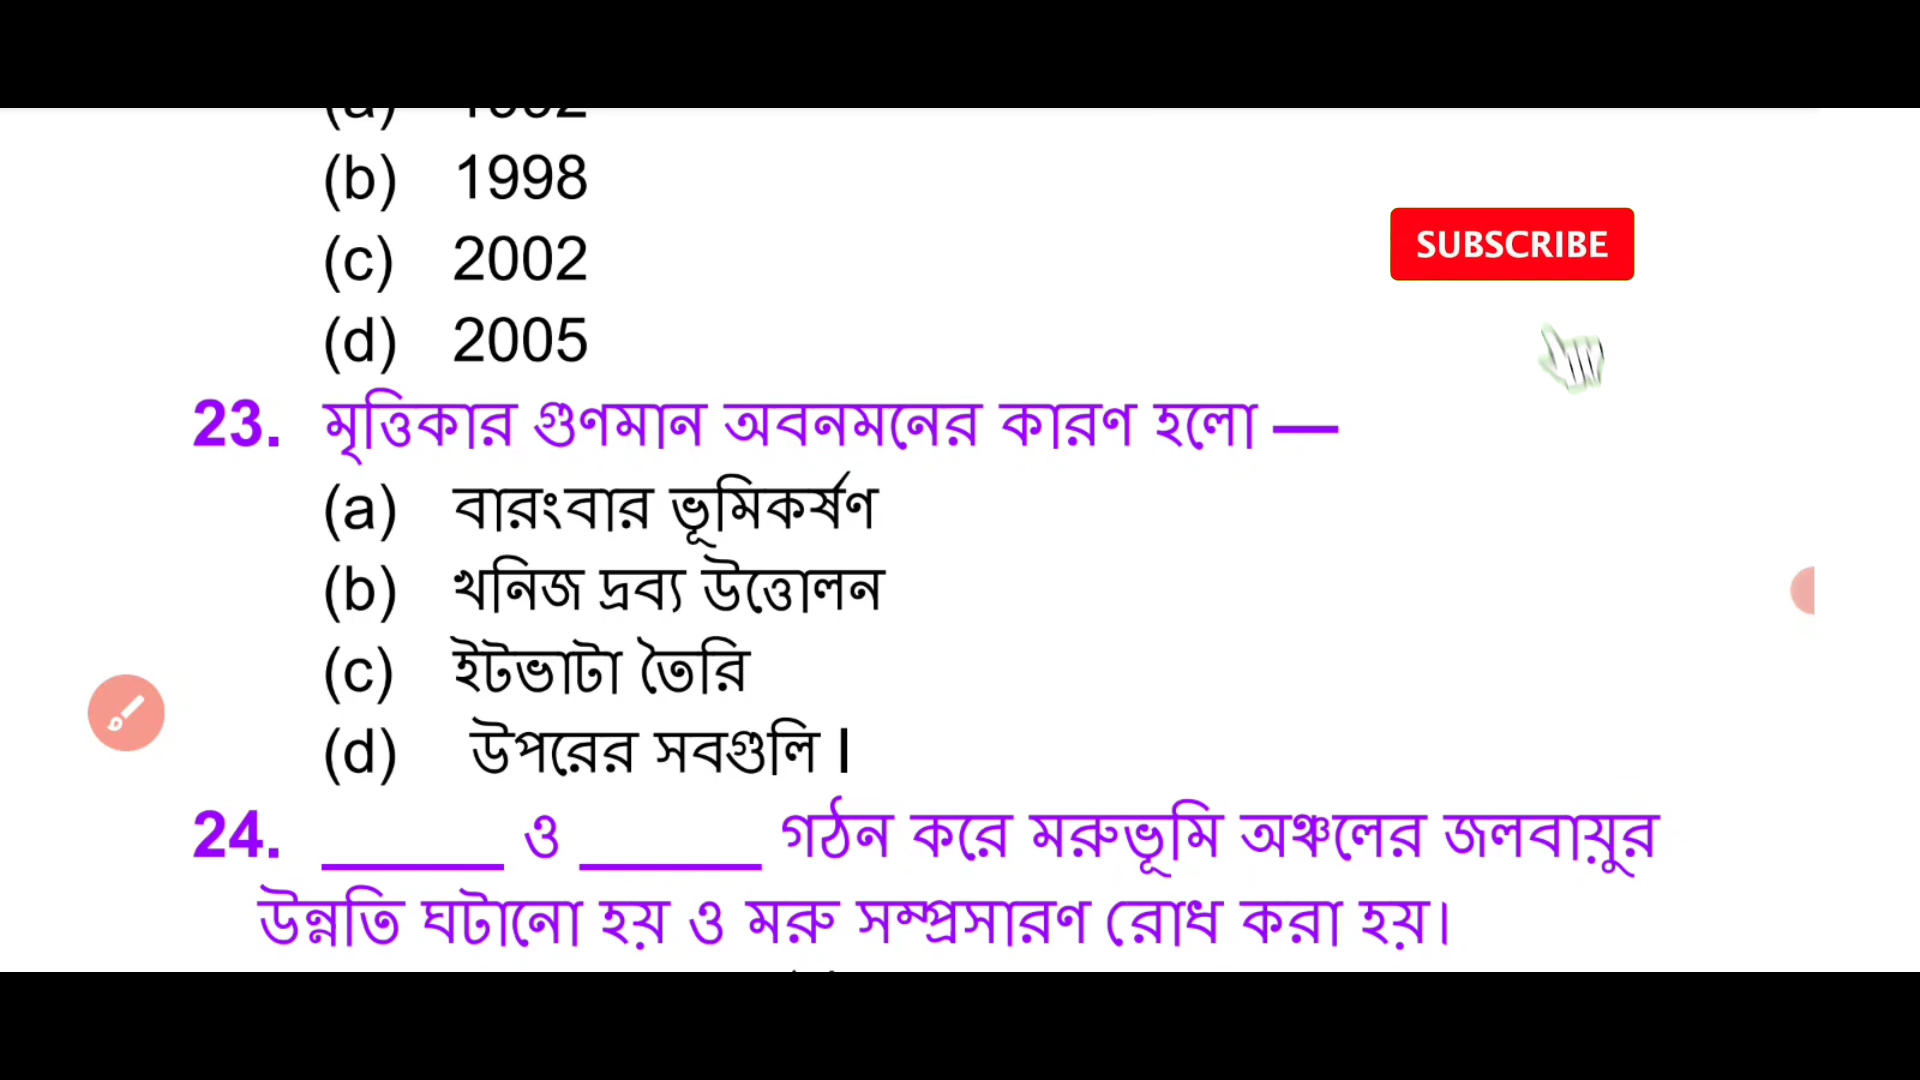 (b) 1998
(c) 2002
SUBSCRIBE
(d) 2005
23. মৃত্তিকার গুণমান অবনমনের কারণ হলো —
(a) বারংবার ভূমিকর্ষণ
(b) খনিজ দ্রব্য উত্তোলন
(c) ইটভাটা তৈরি
(d) উপরের সবগুলি I
24. ______ ও ______ গঠন করে মরুভূমি অঞ্চলের জলবায়ুর
উন্নতি ঘটানো হয় ও মরু সম্প্রসারণ রোধ করা হয়।